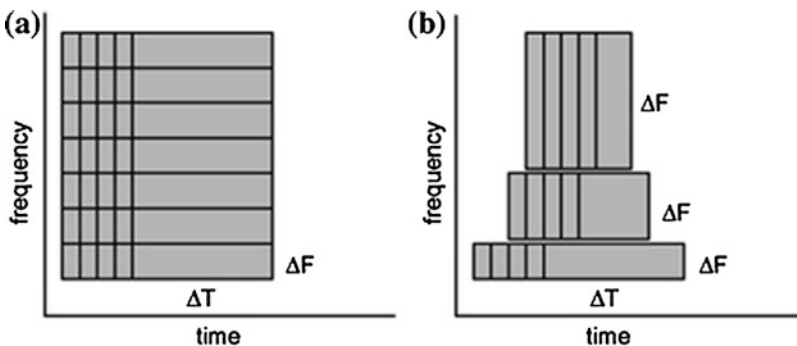 (a)
frequency
ΔF
ΔT
time
(b)
frequency
ΔF
ΔF
ΔF
ΔT
time